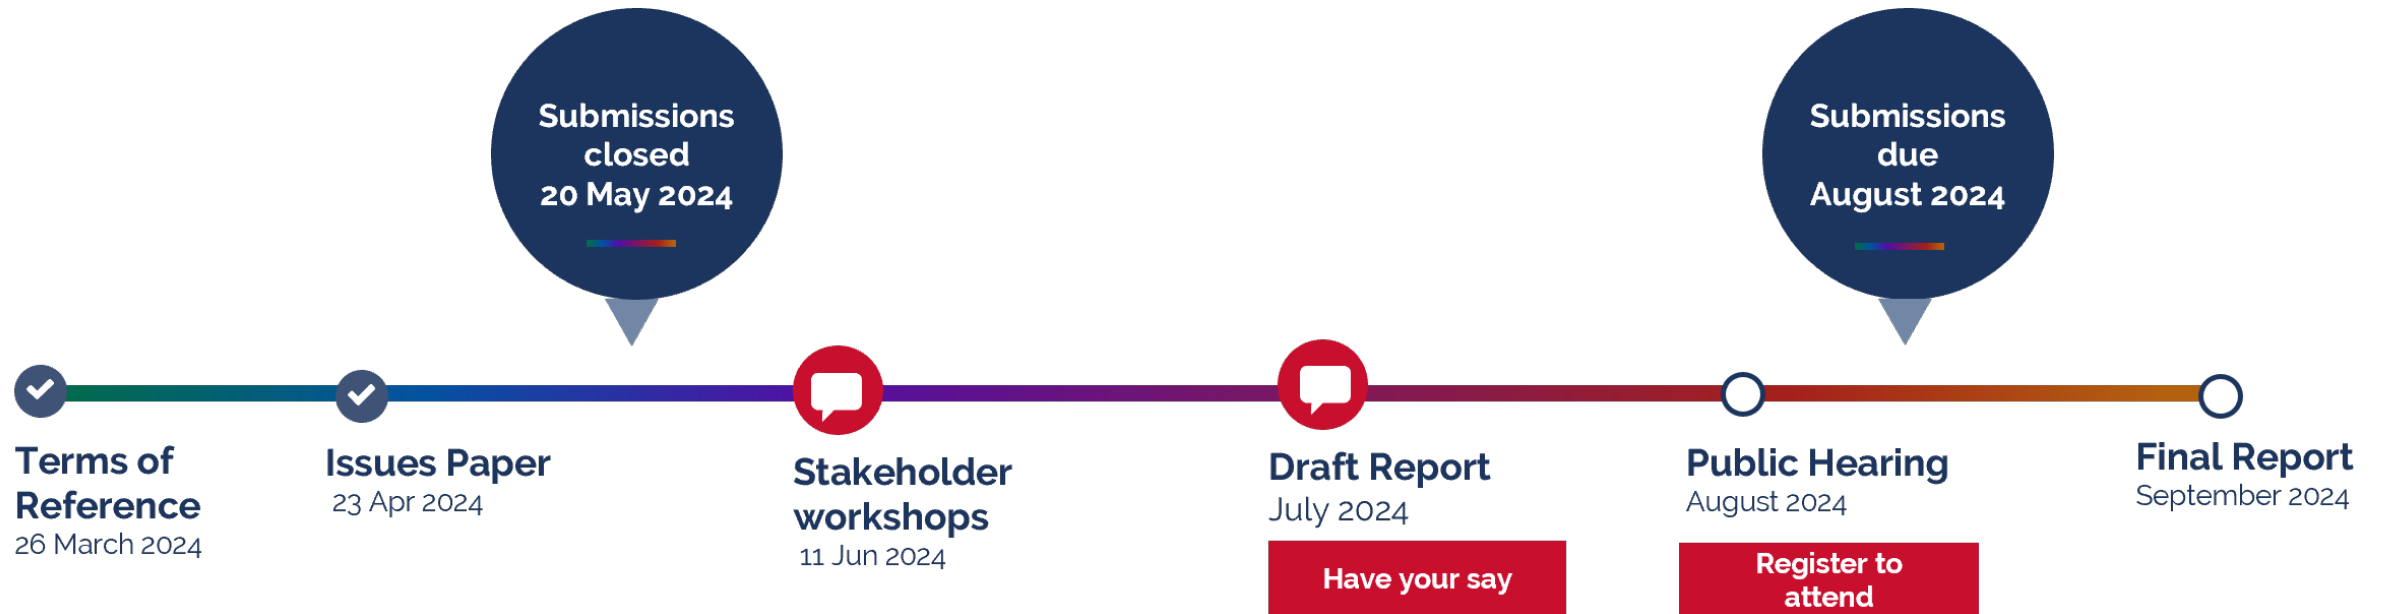 Submissions
closed
20 May 2024
Submissions
due
August 2024
Terms of
Reference
26 March 2024
Issues Paper
23 Apr 2024
Stakeholder
workshops
11 Jun 2024
Draft Report
July 2024
Have your say
Public Hearing
August 2024
Register to
attend
Final Report
September 2024